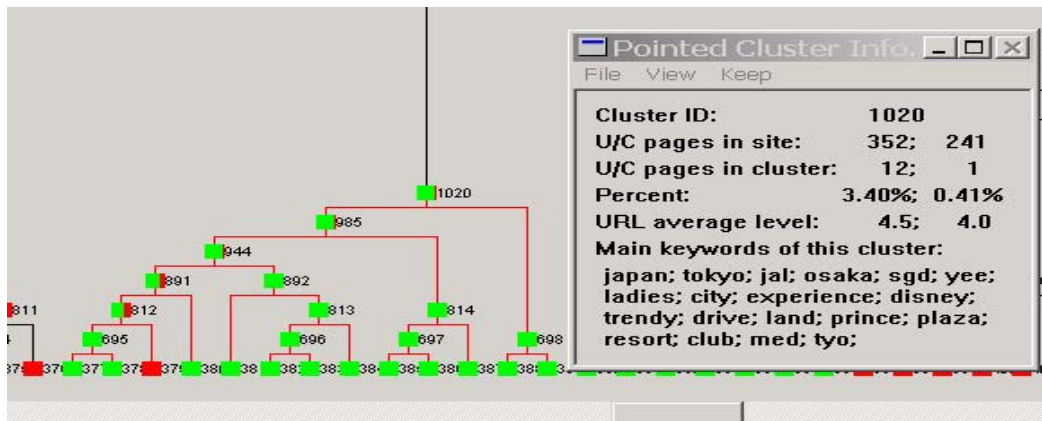 Pointed Cluster Info.
File View Keep
Cluster ID: 1020
U/C pages in site: 352; 241
U/C pages in cluster: 12; 1
Percent: 3.40%; 0.41%
URL average level: 4.5; 4.0
Main keywords of this cluster:
japan; tokyo; jal; osaka; sgd; yee;
ladies; city; experience; disney;
trendy; drive; land; prince; plaza;
resort; club; med; tyo;
1020
985
944
891 892
811 812 813 814
695 696 697 698